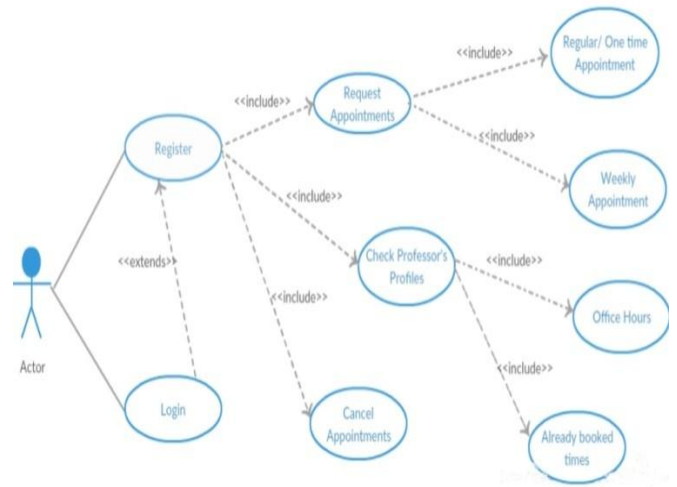 Regular/ One time
Appointment
<<include>>
Request
Appointments
<<include>>
<<include>>
Register
Weekly
Appointment
<<include>>
Check Professor's
Profiles
<<extends>>
<<include>>
<<include>>
Office Hours
Actor
<<include>>
Login
Cancel
Appointments
Already booked
times